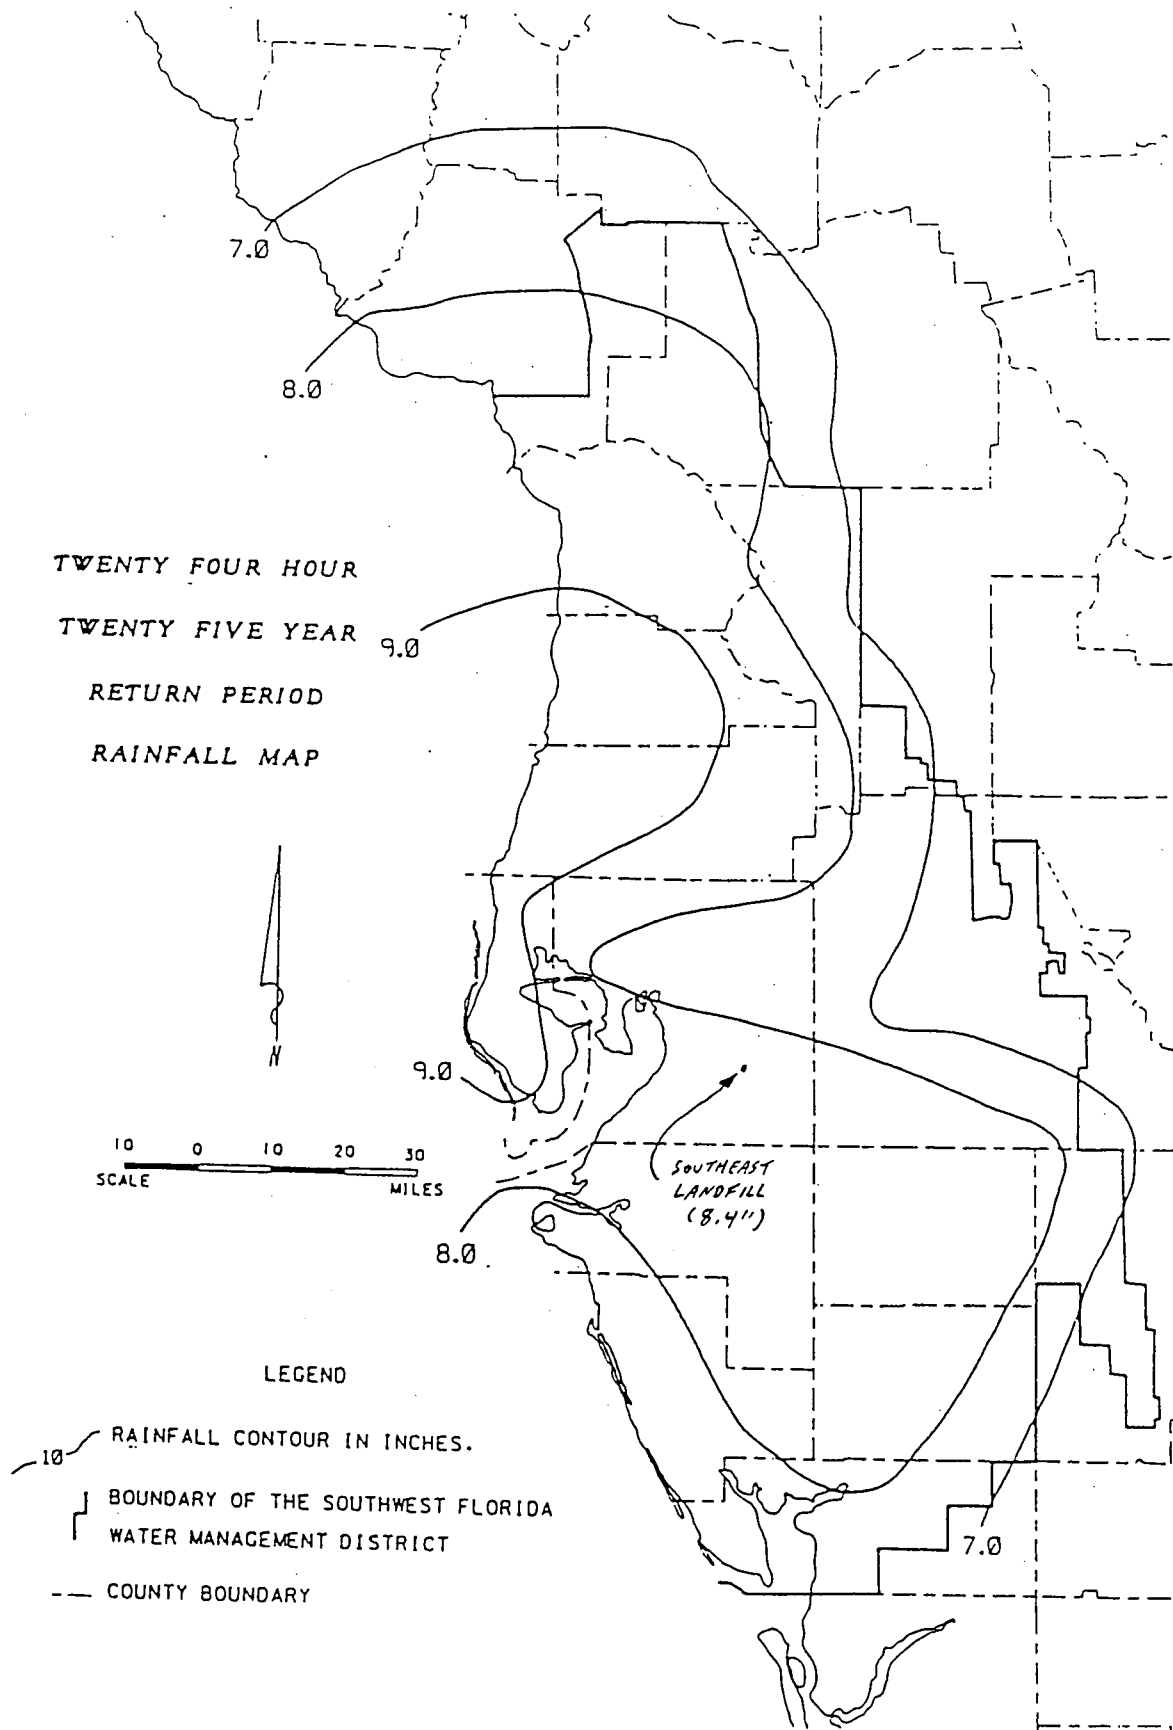 7.0
8.0
TWENTY FOUR HOUR
TWENTY FIVE YEAR
9.0
RETURN PERIOD
RAINFALL MAP
N
9.0
10 0 10 20 30
SCALE MILES
SOUTHEAST
LANDFILL
(8.4")
8.0
LEGEND
10 RAINFALL CONTOUR IN INCHES.
BOUNDARY OF THE SOUTHWEST FLORIDA
WATER MANAGEMENT DISTRICT
7.0
COUNTY BOUNDARY